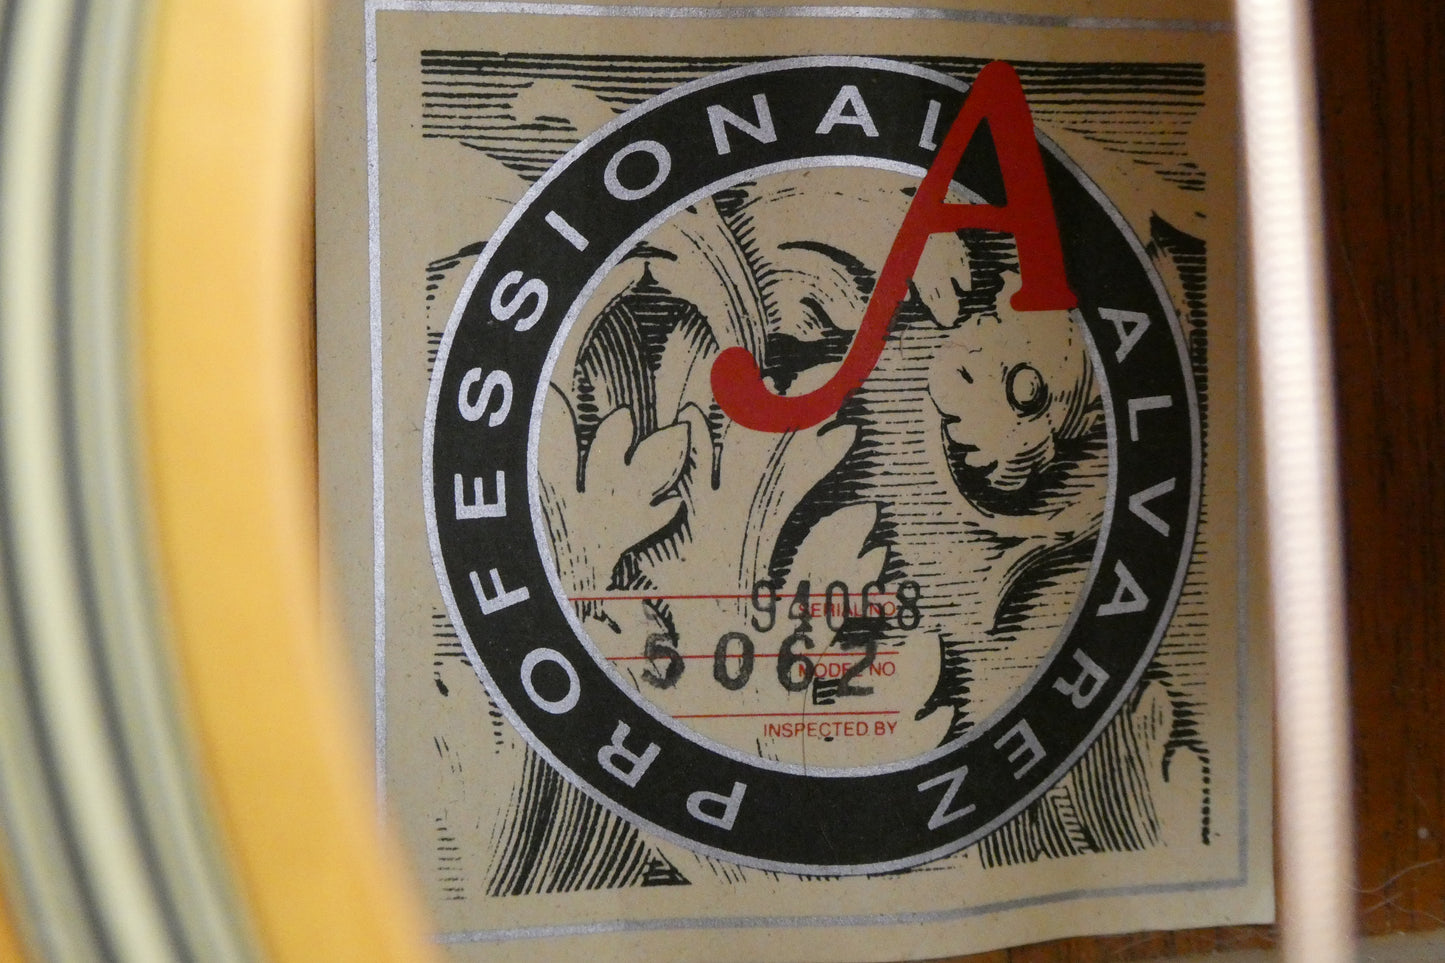 PROFESSIONAL ALVAREZ
A
94068
SERIAL NO
5062
MODEL NO
INSPECTED BY